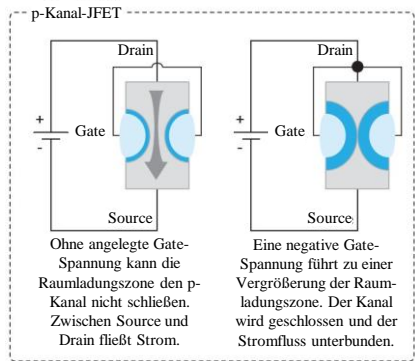 p-Kanal-JFET
Drain
+
Gate
-
Source
Ohne angelegte Gate-
Spannung kann die
Raumladungszone den p-
Kanal nicht schließen.
Zwischen Source und
Drain fließt Strom.
Drain
+
Gate
-
Source
Eine negative Gate-
Spannung führt zu einer
Vergrößerung der Raum-
ladungszone. Der Kanal
wird geschlossen und der
Stromfluss unterbunden.